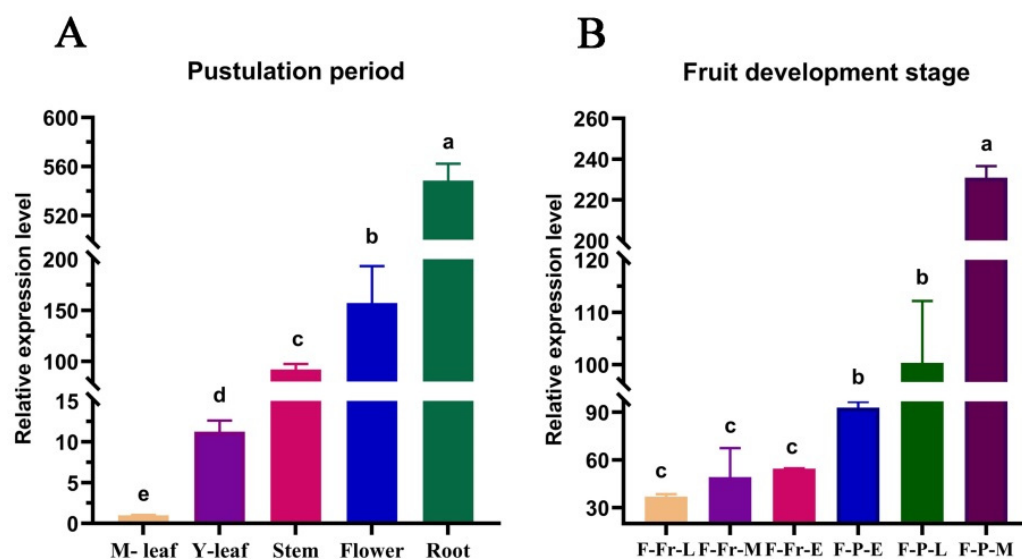 A
Pustulation period
Relative expression level
600
560
520
200
150
100
15
10
5
0
e
d
c
b
a
M- leaf Y-leaf Stem Flower Root
B
Fruit development stage
Relative expression level
260
240
220
200
120
100
90
60
30
c
c
c
b
b
a
F-Fr-L F-Fr-M F-Fr-E F-P-E F-P-L F-P-M